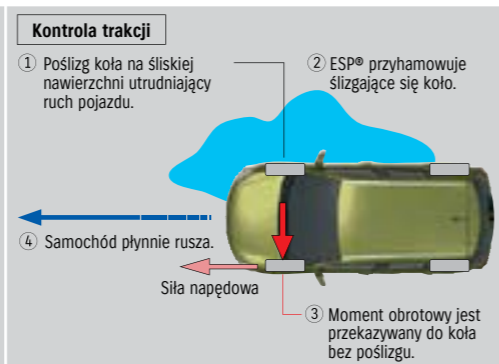 Kontrola trakcji
① Poślizg koła na śliskiej
nawierzchni utrudniający
ruch pojazdu.
② ESP® przyhamowuje
ślizgające się koło.
④ Samochód płynnie rusza.
Siła napędowa
③ Moment obrotowy jest
przekazywany do koła
bez poślizgu.